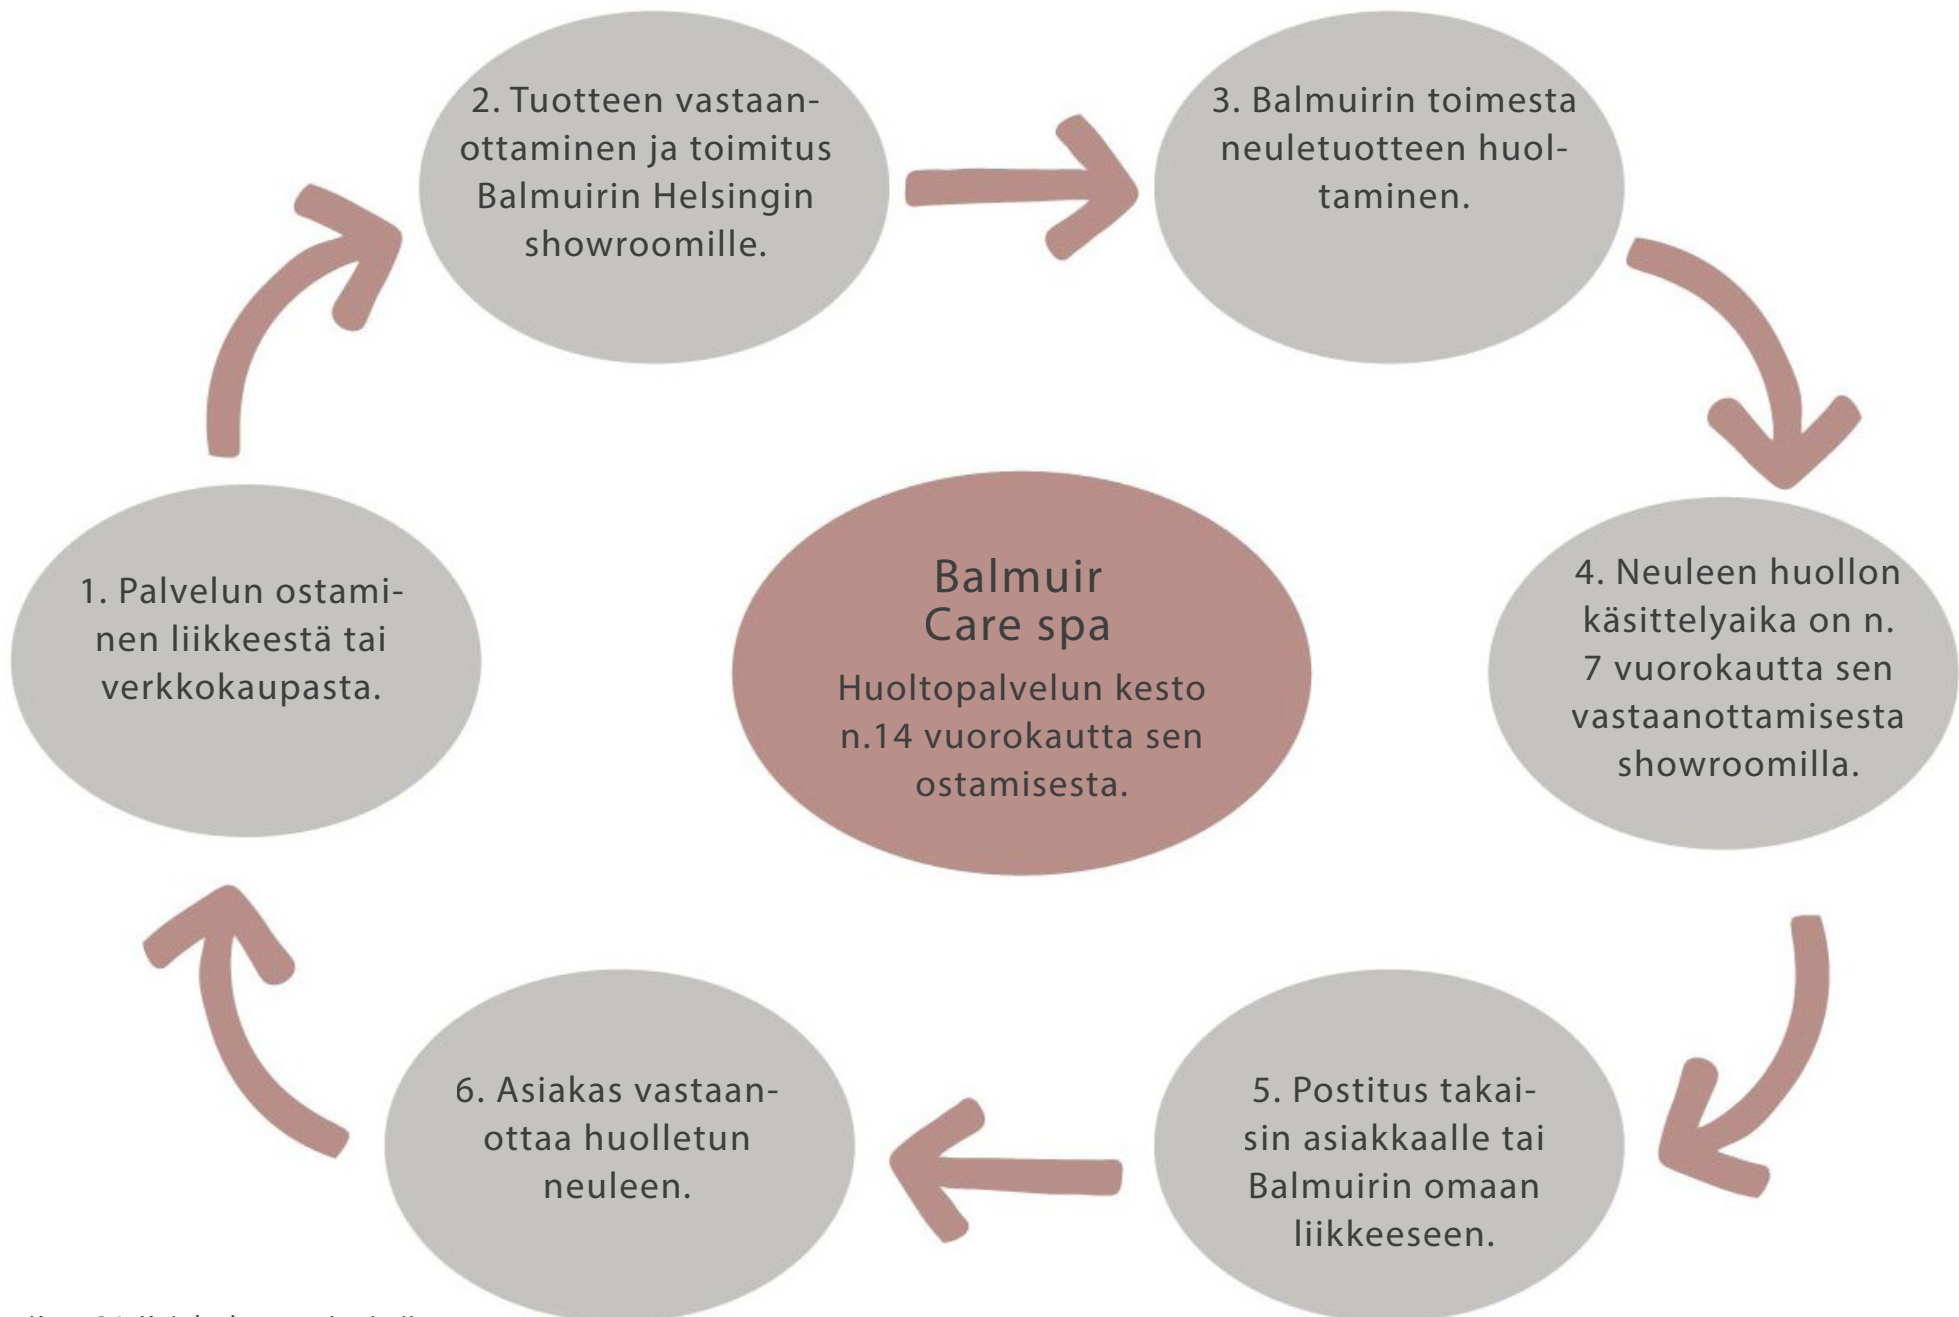 2. Tuotteen vastaan-
ottaminen ja toimitus
Balmuirin Helsingin
showroomille.
3. Balmuirin toimesta
neuletuotteen huol-
taminen.
1. Palvelun ostami-
nen liikkeestä tai
verkkokaupasta.
Balmuir
Care spa
Huoltopalvelun kesto
n.14 vuorokautta sen
ostamisesta.
4. Neuleen huollon
käsittelyaika on n.
7 vuorokautta sen
vastaanottamisesta
showroomilla.
6. Asiakas vastaan-
ottaa huolletun
neuleen.
5. Postitus takai-
sin asiakkaalle tai
Balmuirin omaan
liikkeeseen.